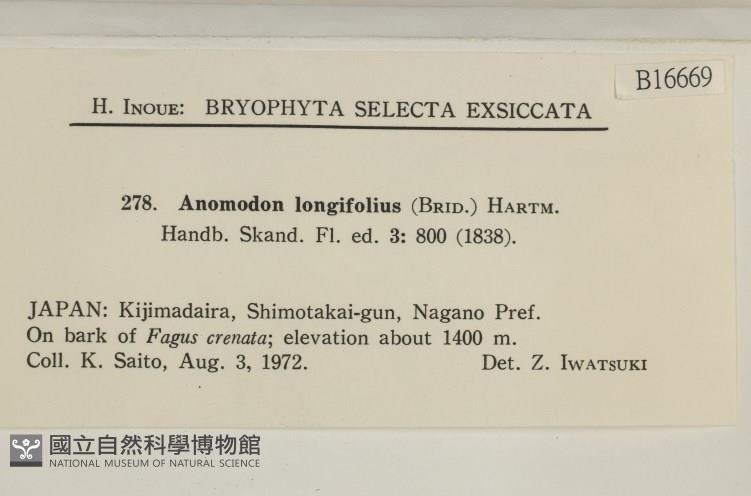 B16669
H. INOUE: BRYOPHYTA SELECTA EXSICCATA
278. Anomodon longifolius (BRID.) HARTM.
Handb. Skand. Fl. ed. 3: 800 (1838).
JAPAN: Kijimadaira, Shimotakai-gun, Nagano Pref.
On bark of Fagus crenata; elevation about 1400 m.
Coll. K. Saito, Aug. 3, 1972. Det. Z. IWATSUKI
國立自然科學博物館
NATIONAL MUSEUM OF NATURAL SCIENCE